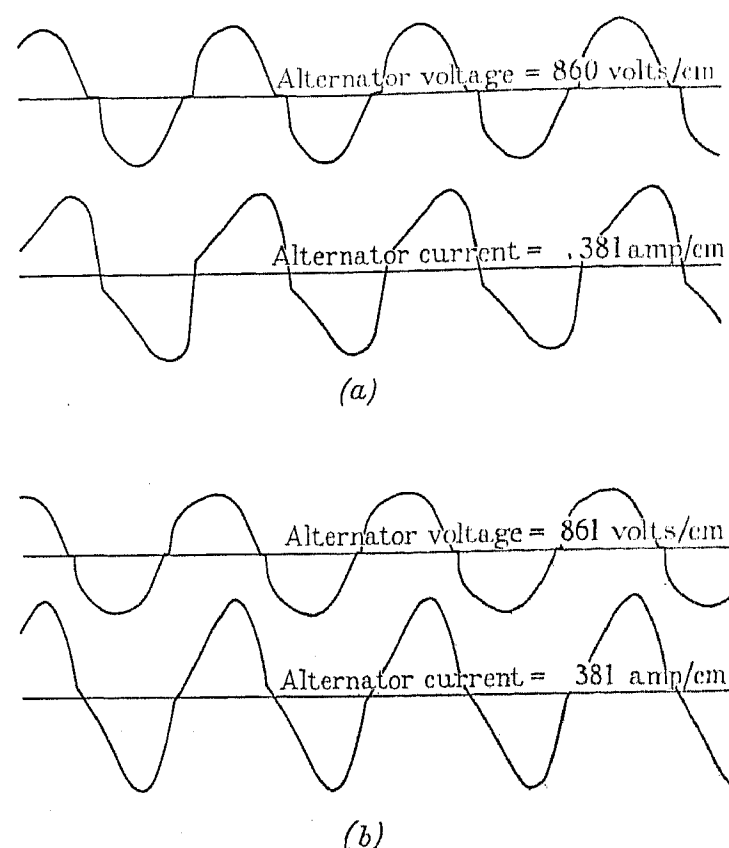 Alternator voltage = 860 volts/cm
Alternator current = .381 amp/cm
(a)
Alternator voltage = 861 volts/cm
Alternator current = 381 amp/cm
(b)